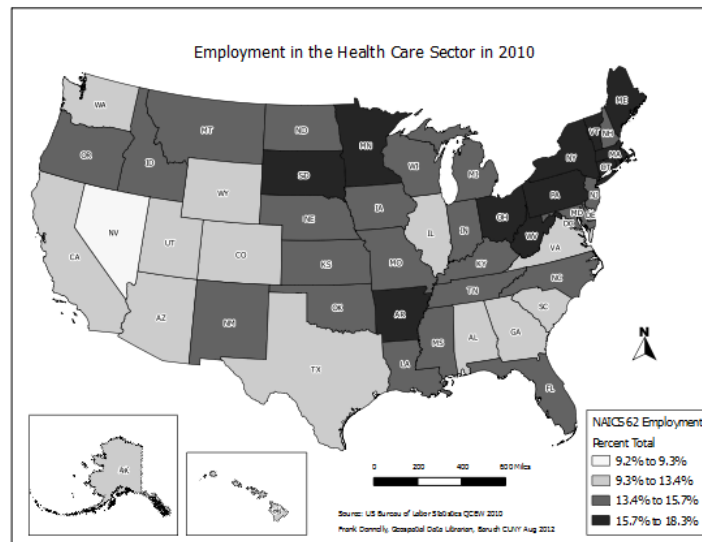 Employment in the Health Care Sector in 2010
WA
MT
ND
MN
ME
OR
ID
SD
WI
MI
VT
NH
NY
MA
WY
NE
IA
PA
NJ
NV
UT
CO
IL
IN
OH
MD
CA
KS
MO
KY
WV
VA
AZ
NM
OK
AR
TN
NC
TX
LA
MS
AL
GA
SC
FL
N
AK
0 200 400 600 Miles
NAICS 62 Employment
Percent Total
9.2% to 9.3%
9.3% to 13.4%
13.4% to 15.7%
15.7% to 18.3%
Source: US Bureau of Labor Statistics QCEW 2010
Frank Donnelly, Geospatial Data Librarian, Baruch CUNY Aug 2012